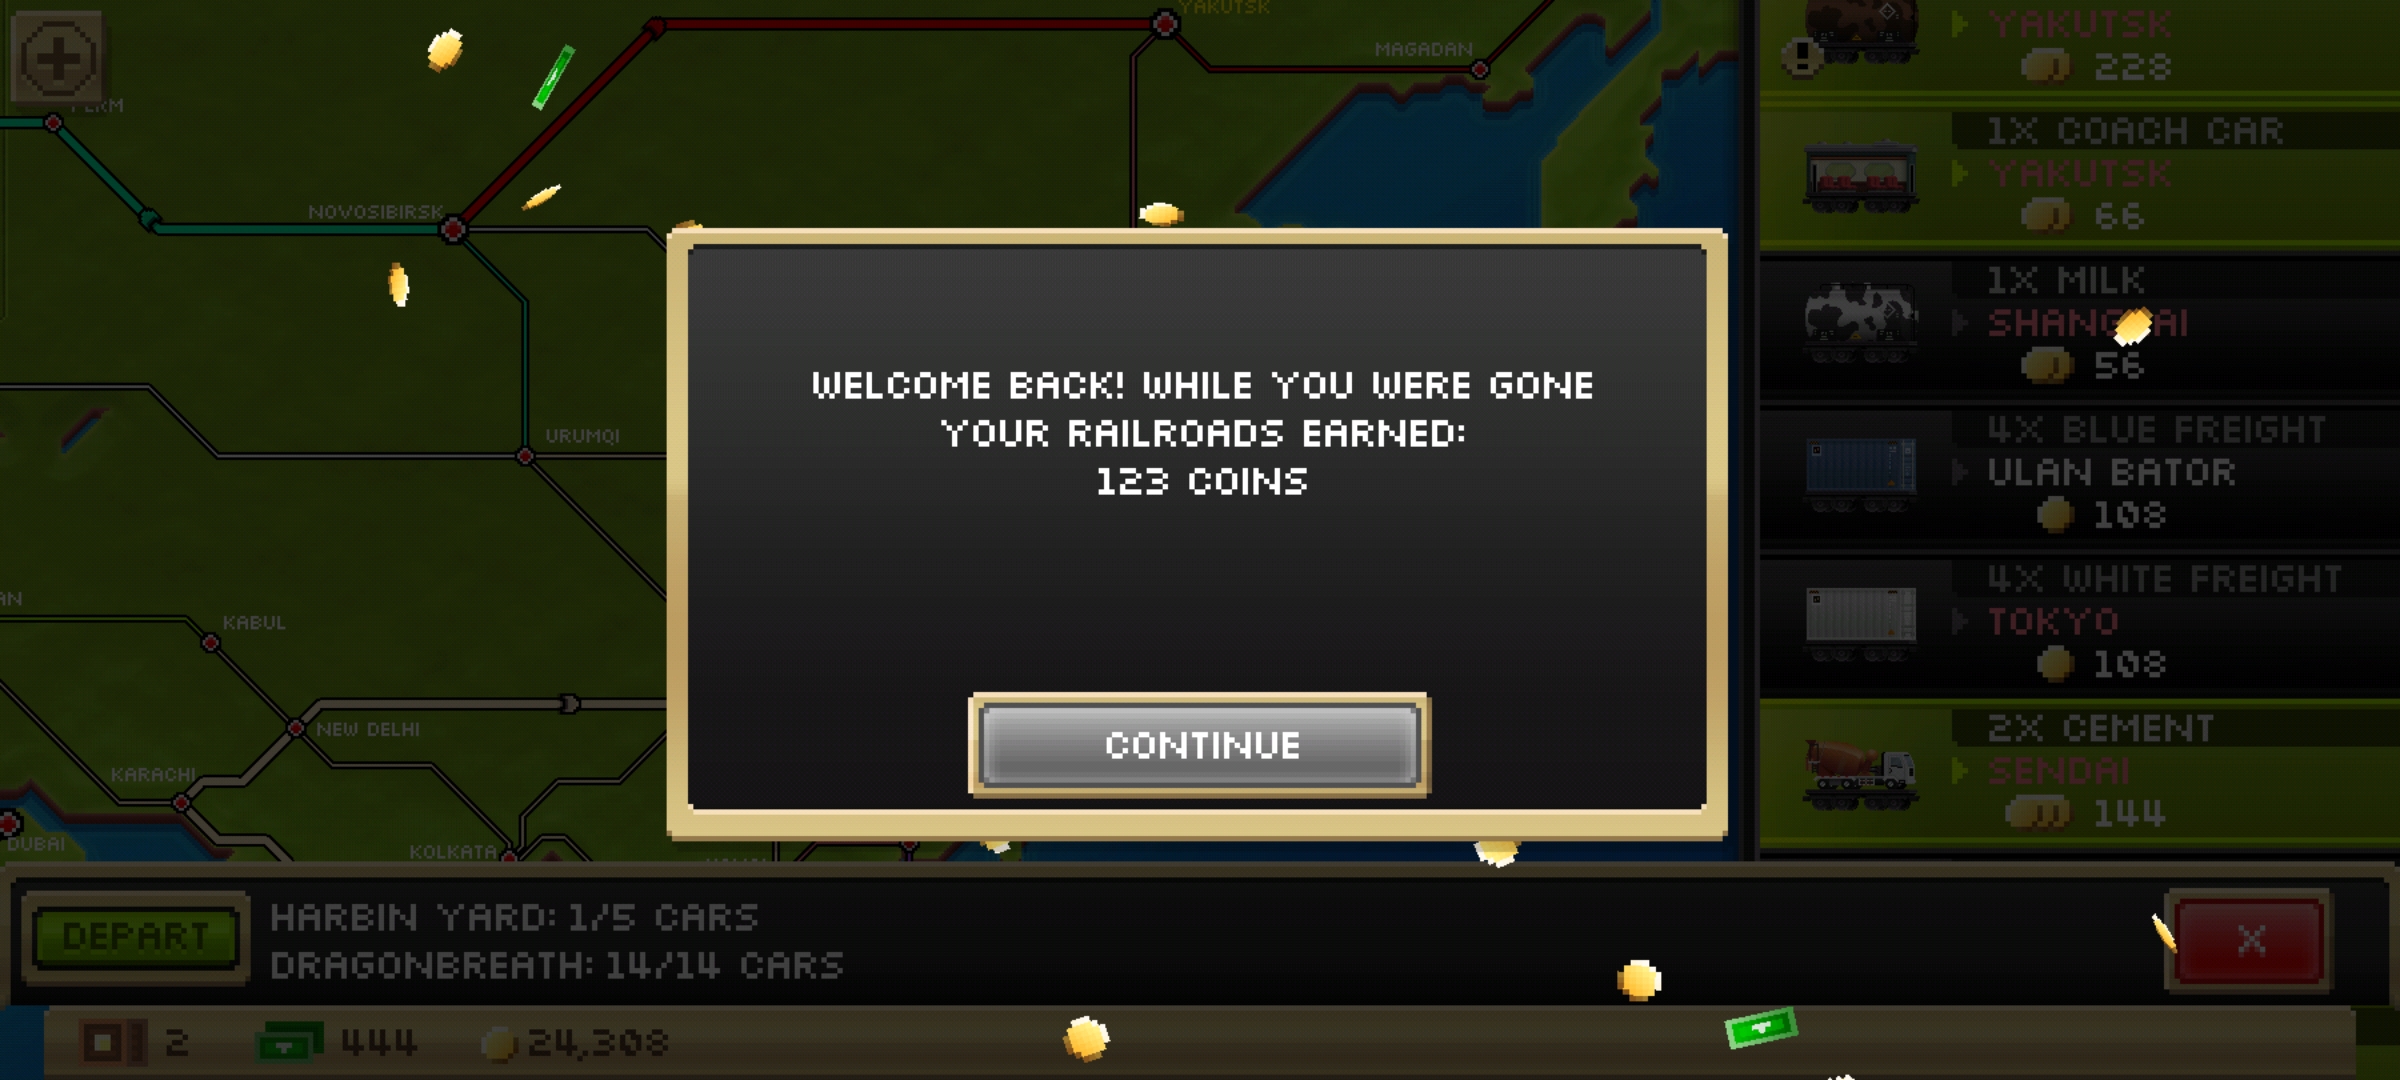 YAKUTSK
MAGADAN
NOVOSIBIRSK
URUMQI
KABUL
NEW DELHI
KARACHI
DUBAI
KOLKATA
WELCOME BACK! WHILE YOU WERE GONE
YOUR RAILROADS EARNED:
123 COINS
CONTINUE
YAKUTSK
228
1X COACH CAR
YAKUTSK
66
1X MILK
SHANGHAI
56
4X BLUE FREIGHT
ULAN BATOR
108
4X WHITE FREIGHT
TOKYO
108
2X CEMENT
SENDAI
144
DEPART
HARBIN YARD: 1/5 CARS
DRAGONBREATH: 14/14 CARS
X
2
444
24,308